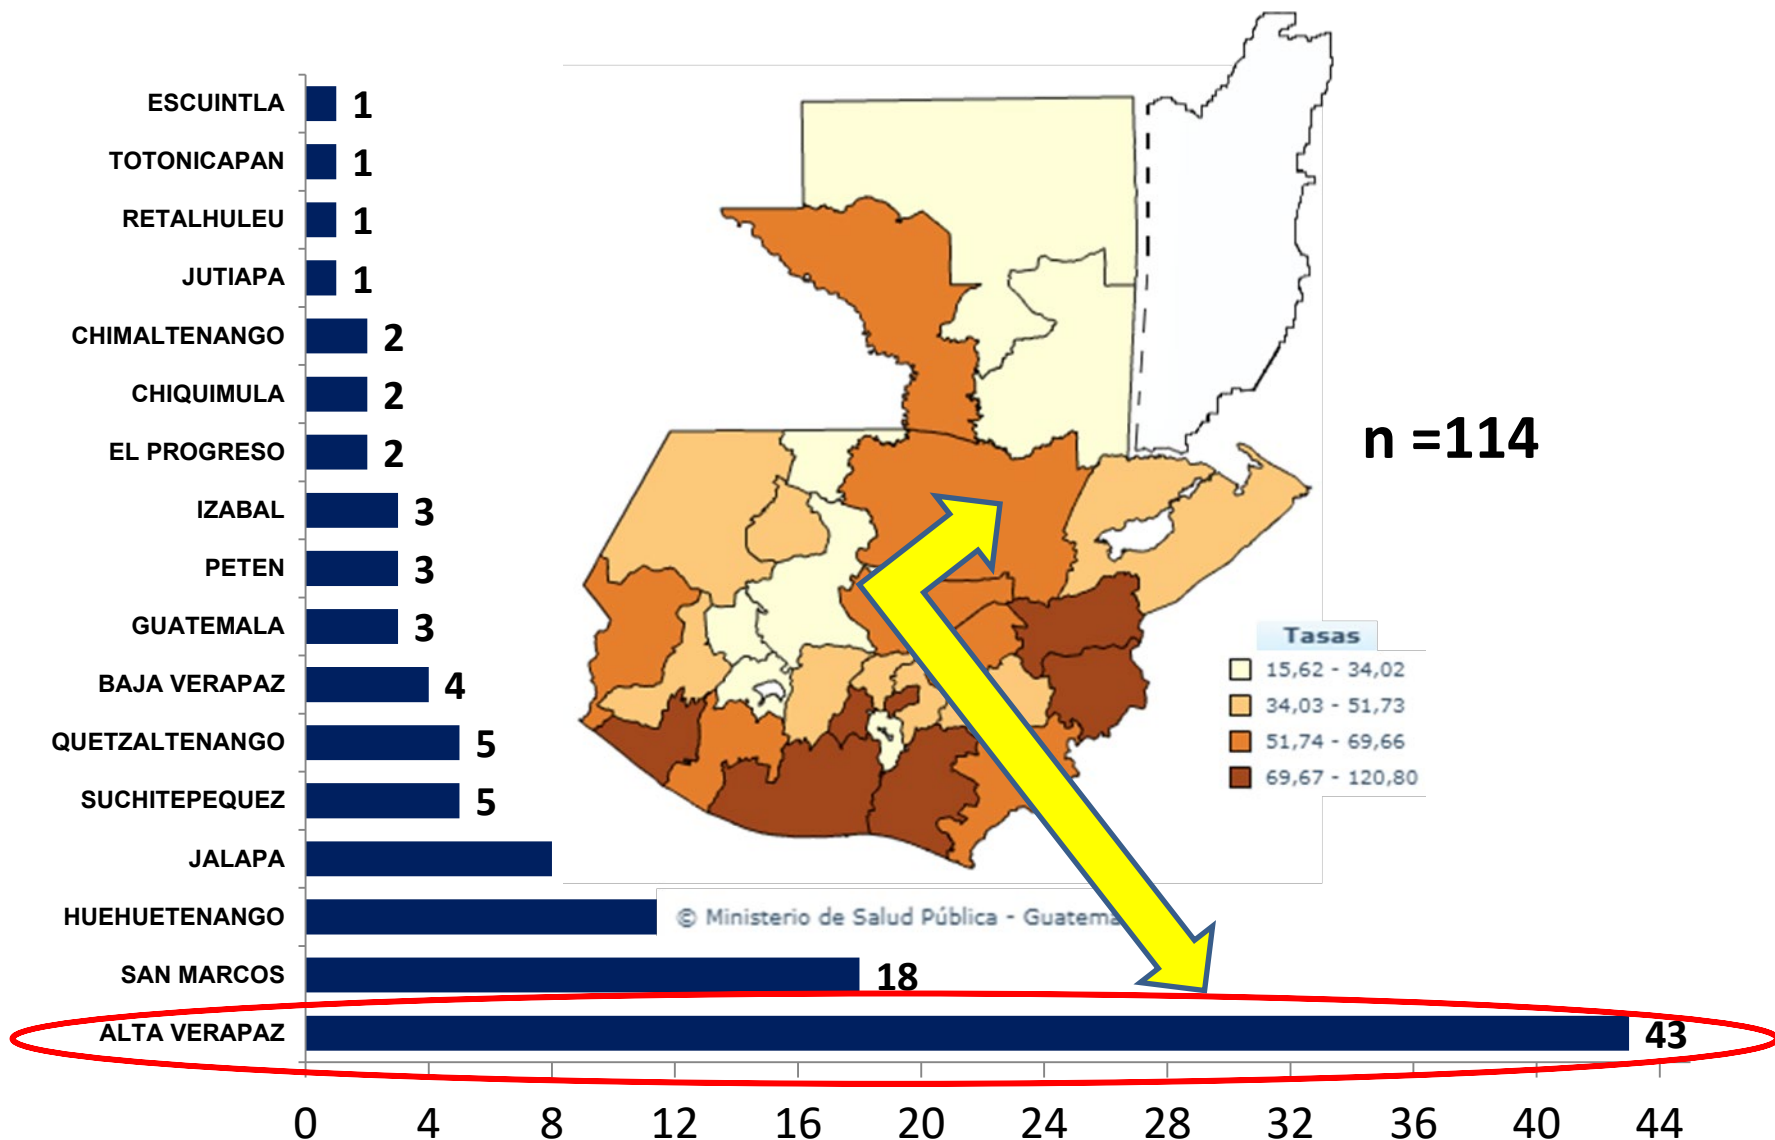 ESCUINTLA 1
TOTONICAPAN 1
RETALHULEU 1
JUTIAPA 1
CHIMALTENANGO 2
CHIQUIMULA 2
EL PROGRESO 2
IZABAL 3
PETEN 3
GUATEMALA 3
BAJA VERAPAZ 4
QUETZALTENANGO 5
SUCHITEPEQUEZ 5
JALAPA
HUEHUETENANGO
SAN MARCOS 18
ALTA VERAPAZ 43
0 4 8 12 16 20 24 28 32 36 40 44
n =114
Tasas
15,62 - 34,02
34,03 - 51,73
51,74 - 69,66
69,67 - 120,80
© Ministerio de Salud Pública - Guatema